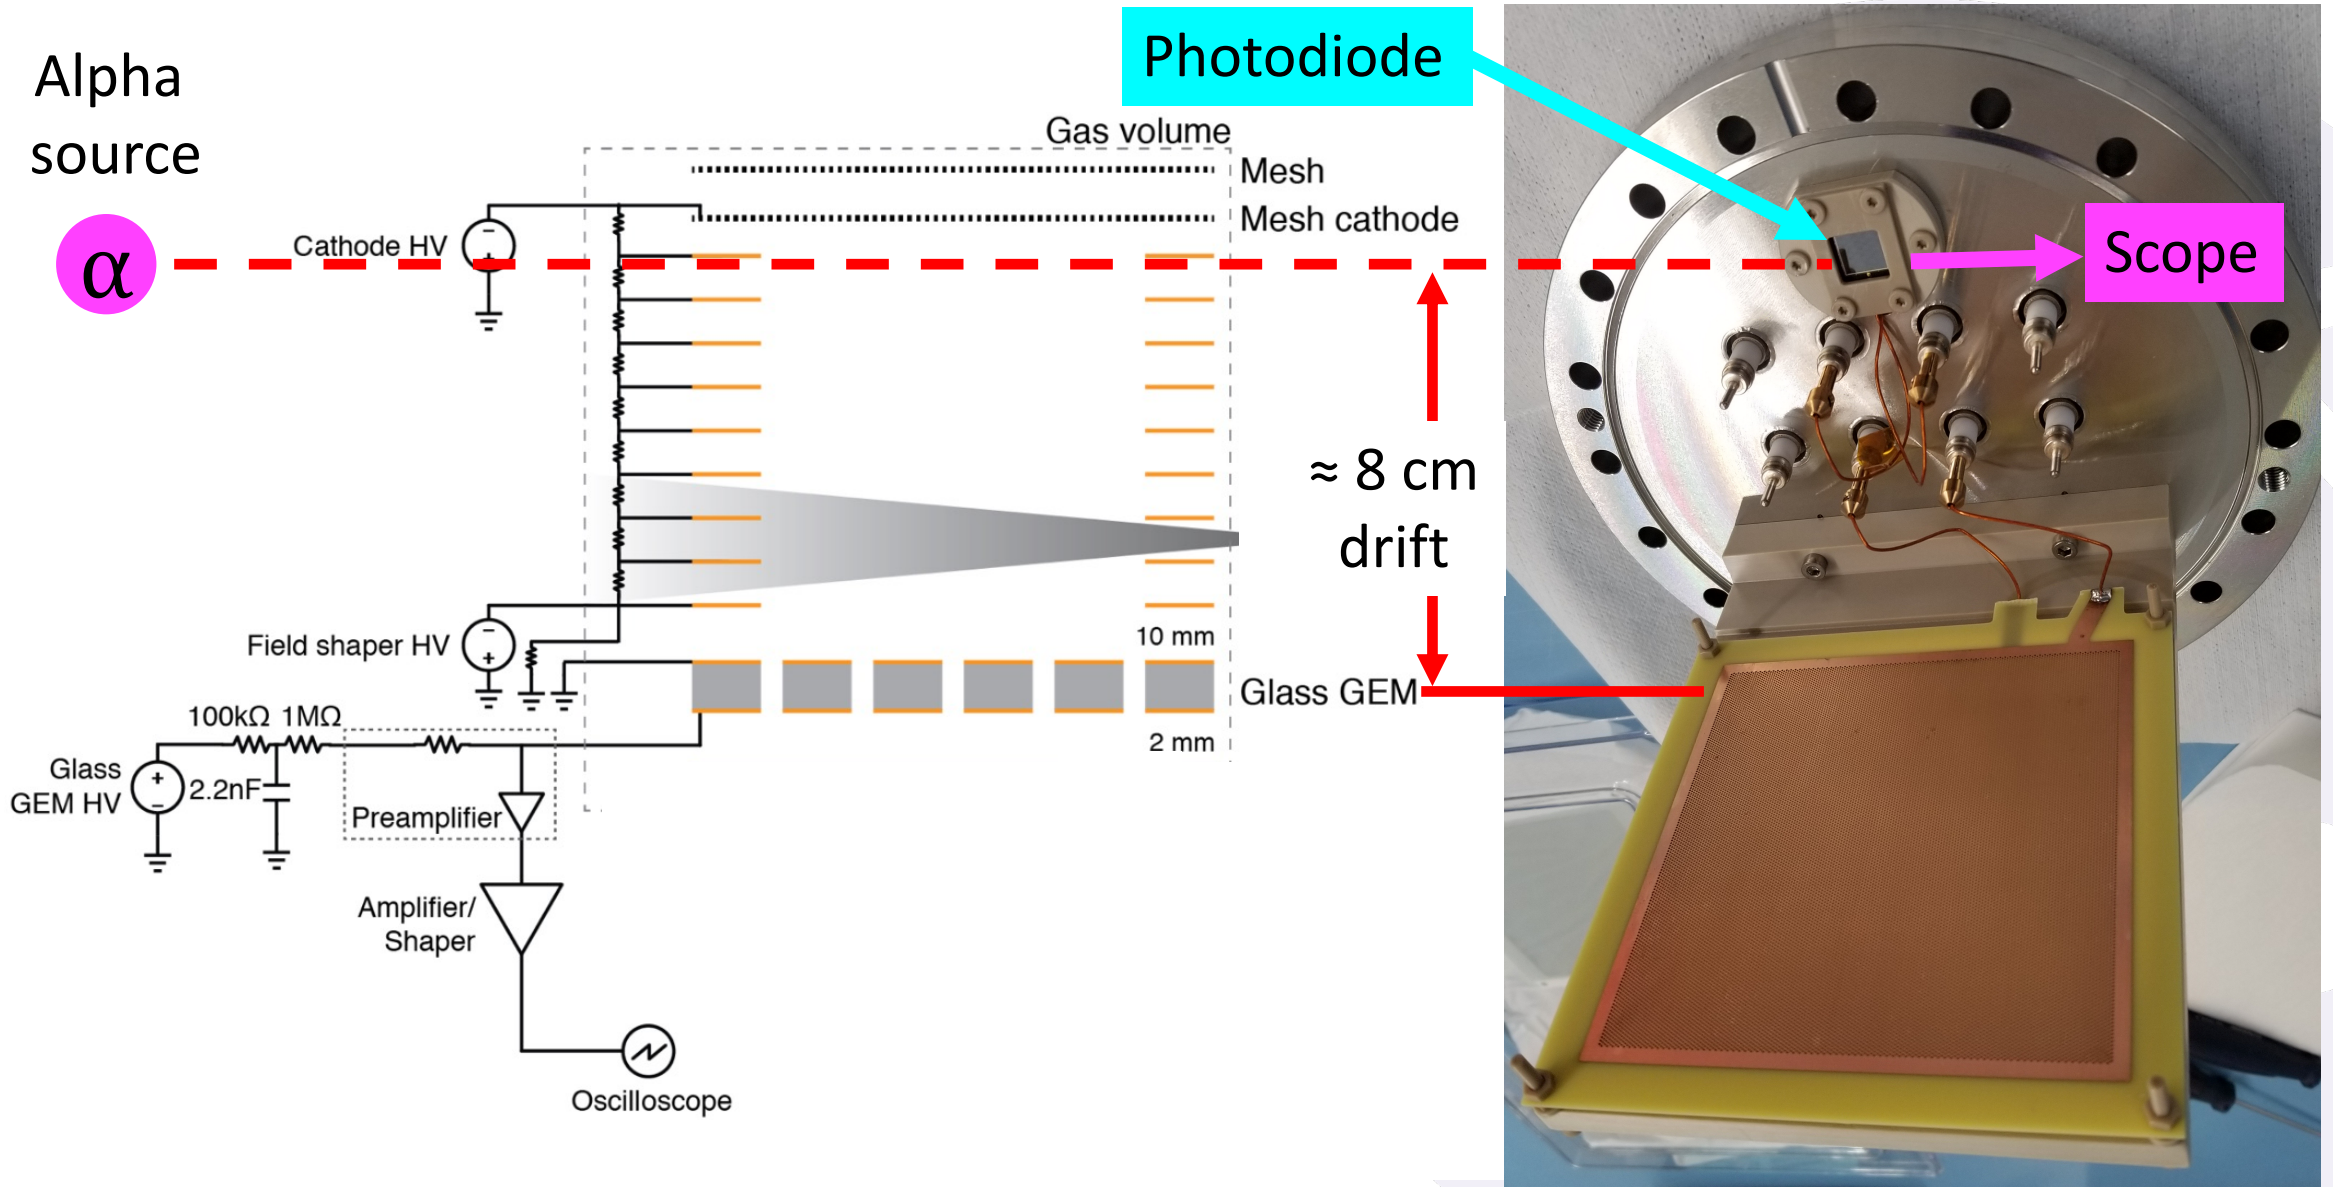 Alpha
source
α
Photodiode
Gas volume
Mesh
Mesh cathode
Cathode HV
Scope
≈ 8 cm
drift
Field shaper HV
10 mm
Glass GEM
100kΩ 1MΩ
2 mm
Glass
GEM HV
2.2nF
Preamplifier
Amplifier/
Shaper
Oscilloscope